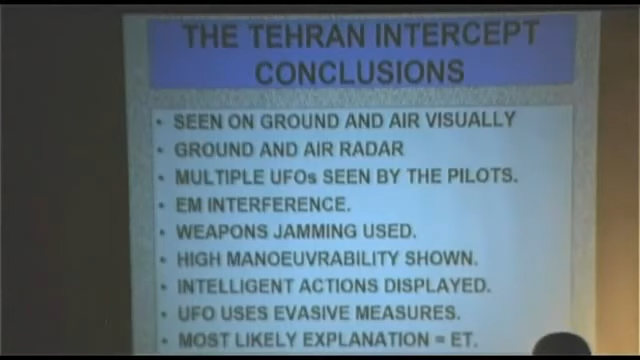 THE TEHRAN INTERCEPT
CONCLUSIONS
• SEEN ON GROUND AND AIR VISUALLY
• GROUND AND AIR RADAR
• MULTIPLE UFOs SEEN BY THE PILOTS.
• EM INTERFERENCE.
• WEAPONS JAMMING USED.
• HIGH MANOEUVRABILITY SHOWN.
• INTELLIGENT ACTIONS DISPLAYED.
• UFO USES EVASIVE MEASURES.
• MOST LIKELY EXPLANATION = ET.